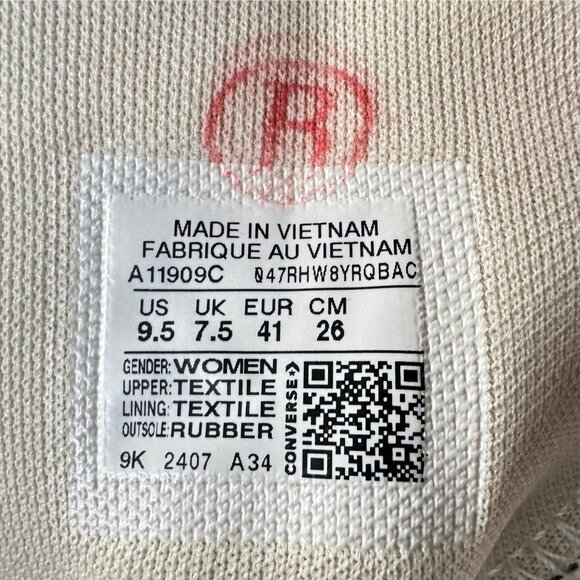 R
MADE IN VIETNAM
FABRIQUE AU VIETNAM
A11909C 047RHW8YRQBAC
US UK EUR CM
9.5 7.5 41 26
GENDER: WOMEN
UPPER: TEXTILE
LINING: TEXTILE
OUTSOLE: RUBBER
CONVERSE
9K 2407 A34